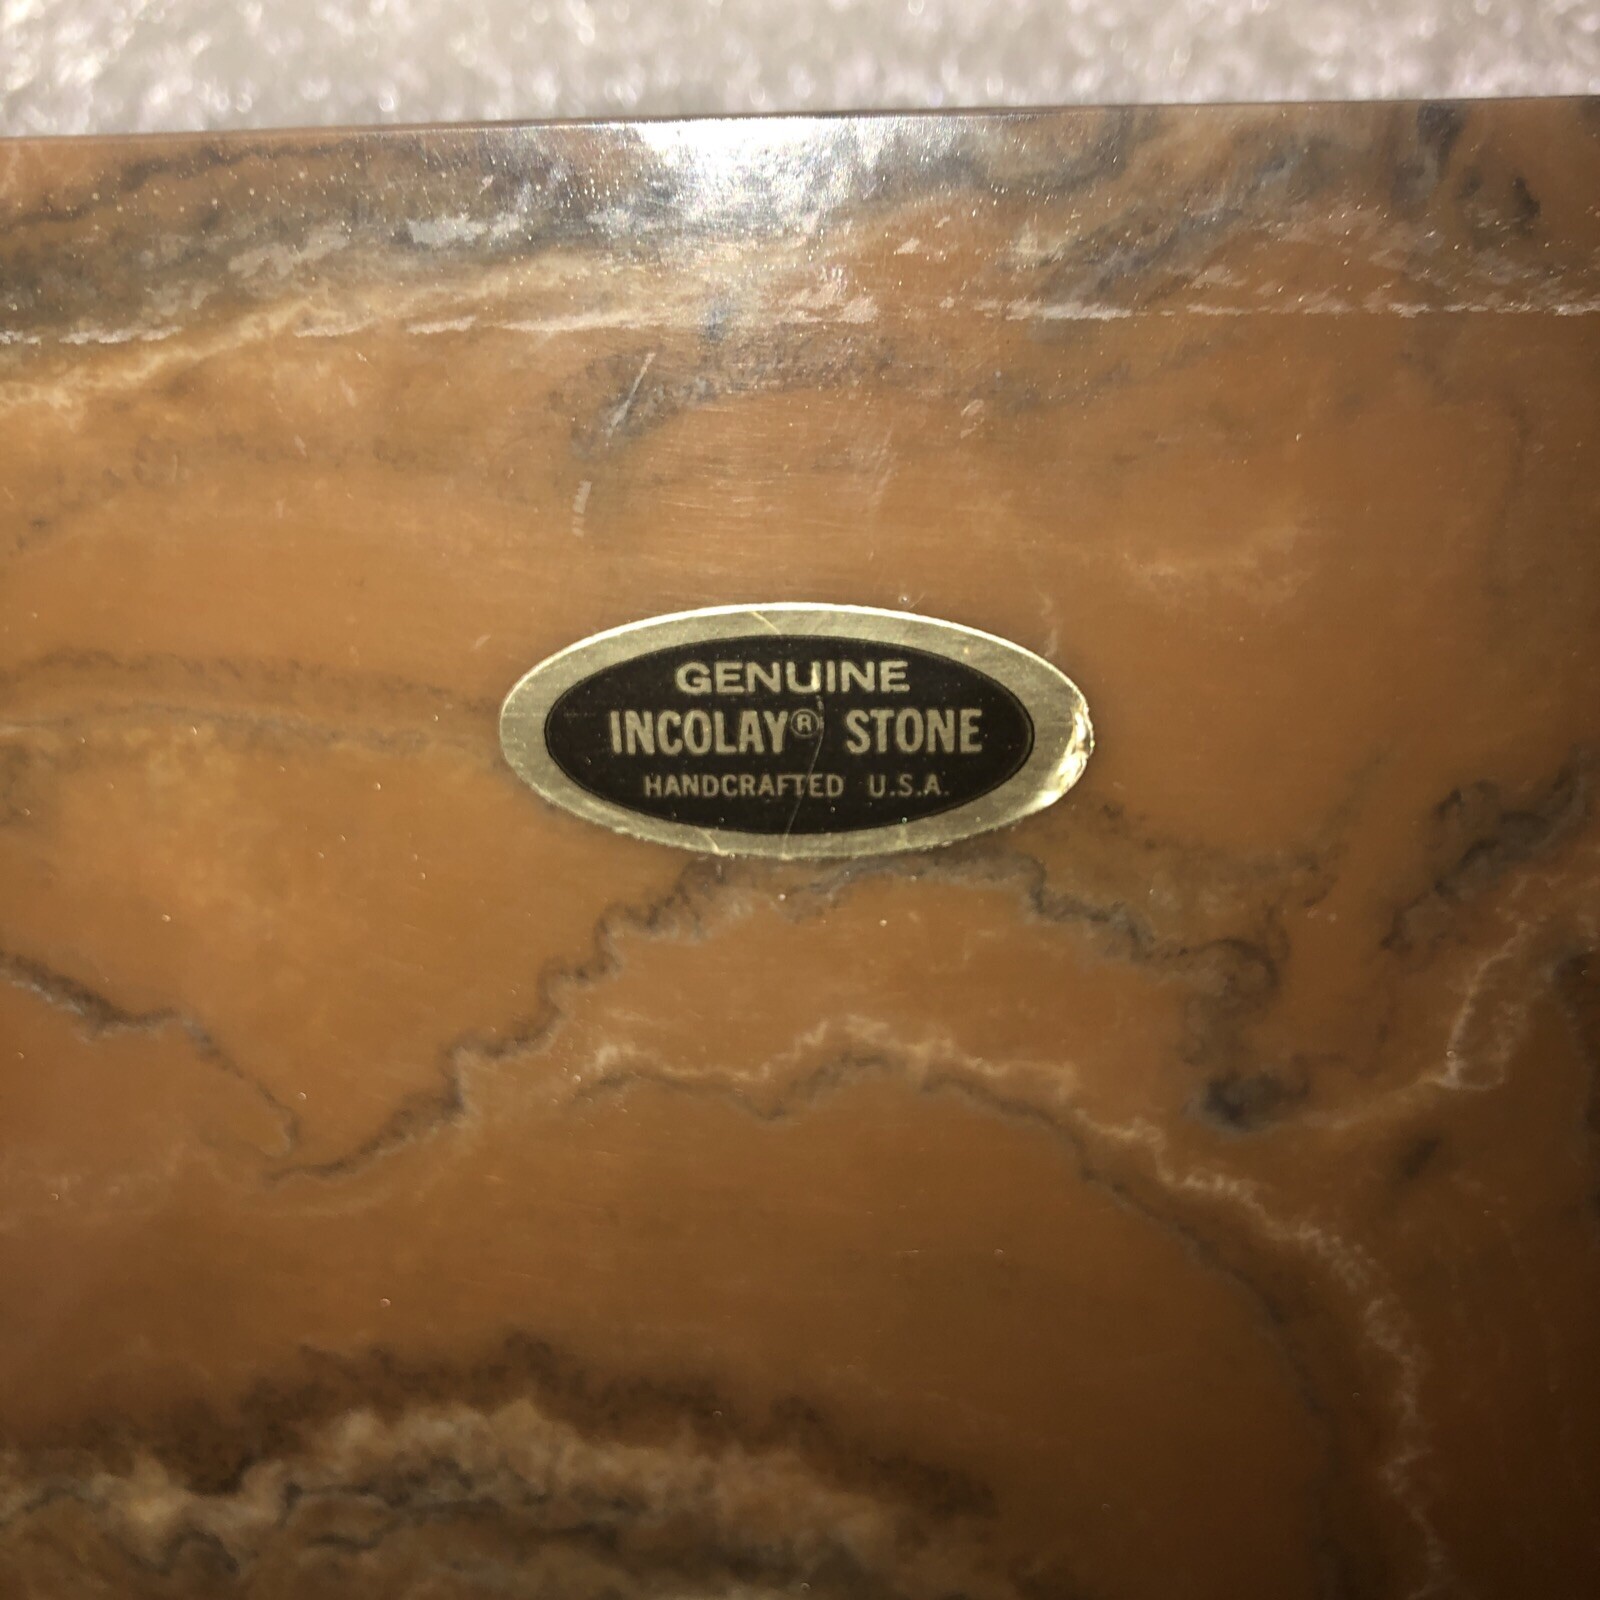 GENUINE
INCOLAY® STONE
HANDCRAFTED U.S.A.